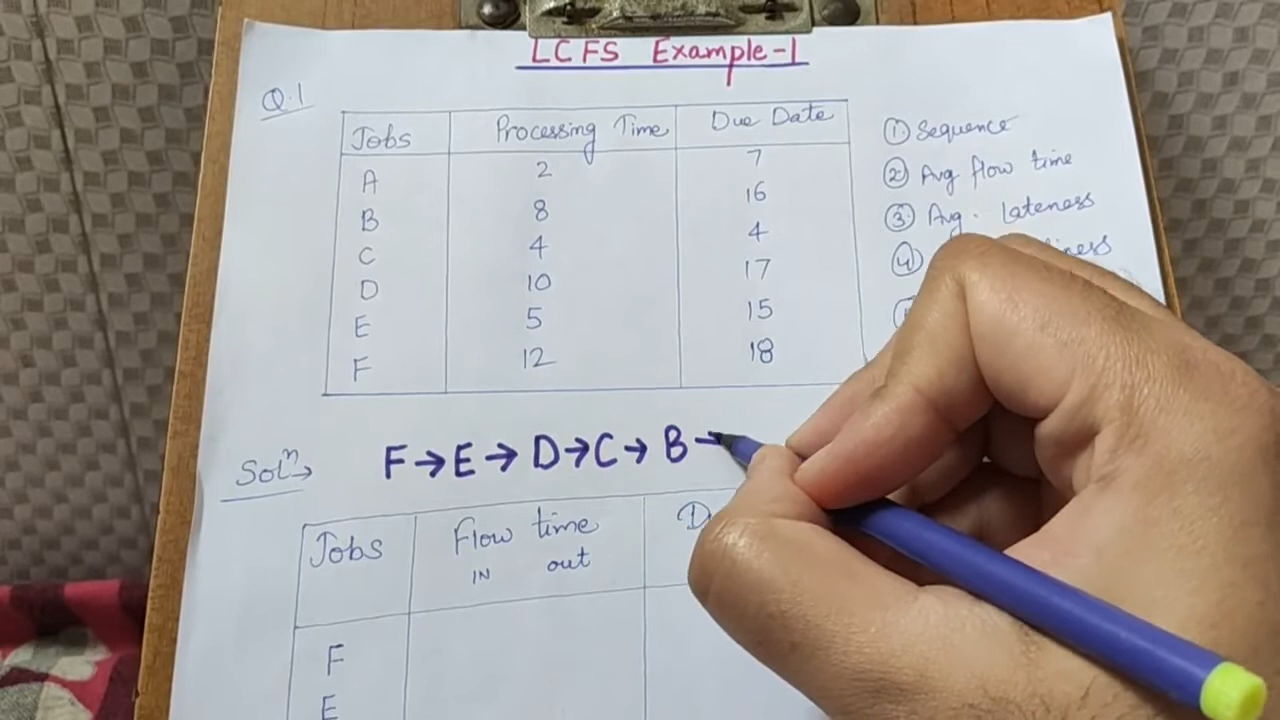 LCFS Example-1
Q.1
Jobs Processing Time Due Date
A 2 7
B 8 16
C 4 4
D 10 17
E 5 15
F 12 18
① Sequence
② Avg flow time
③ Avg. Lateness
④
Solⁿ→ F→E→D→C→B→
Jobs Flow time D
IN out
F
E